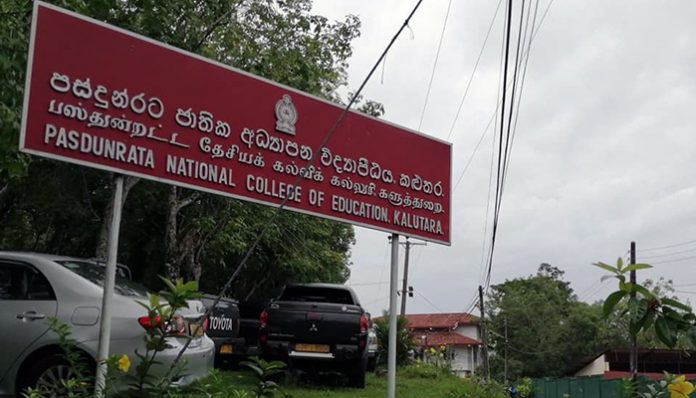 පස්දුන්රට ජාතික අධ්‍යාපන විද්‍යාපීඨය. කළුතර.
பஸ்துன்றட்ட தேசியக் கல்விக் கல்லூரி களுத்துறை.
PASDUNRATA NATIONAL COLLEGE OF EDUCATION, KALUTARA.
TOYOTA